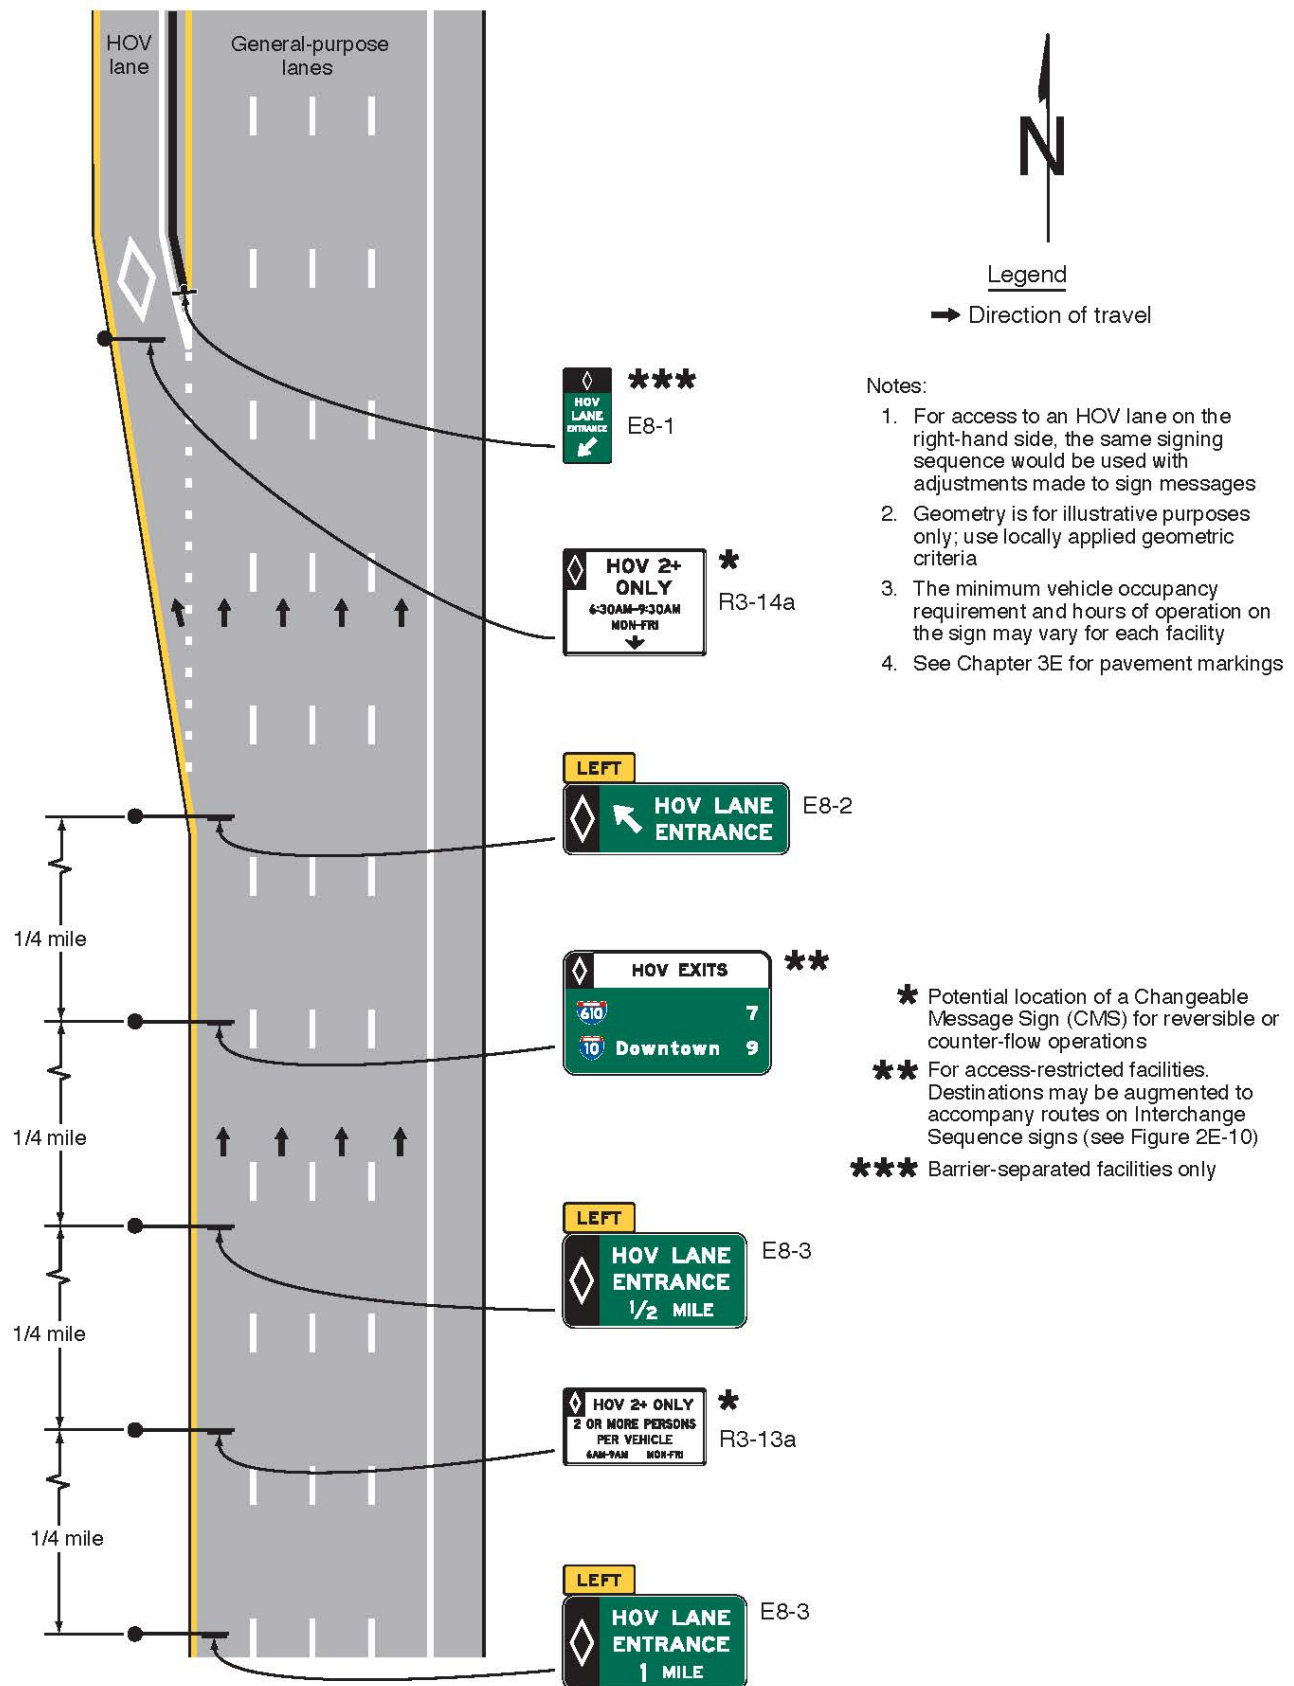 HOV
lane
General-purpose
lanes
N
Legend
Direction of travel
Notes:
1. For access to an HOV lane on the
right-hand side, the same signing
sequence would be used with
adjustments made to sign messages
2. Geometry is for illustrative purposes
only; use locally applied geometric
criteria
3. The minimum vehicle occupancy
requirement and hours of operation on
the sign may vary for each facility
4. See Chapter 3E for pavement markings
HOV
LANE
ENTRANCE
***
E8-1
HOV 2+
ONLY
6:30AM-9:30AM
MON-FRI
*
R3-14a
LEFT
HOV LANE
ENTRANCE
E8-2
1/4 mile
HOV EXITS
610 7
10 Downtown 9
**
* Potential location of a Changeable
Message Sign (CMS) for reversible or
counter-flow operations
** For access-restricted facilities.
Destinations may be augmented to
accompany routes on Interchange
Sequence signs (see Figure 2E-10)
*** Barrier-separated facilities only
1/4 mile
LEFT
HOV LANE
ENTRANCE
1/2 MILE
E8-3
1/4 mile
HOV 2+ ONLY
2 OR MORE PERSONS
PER VEHICLE
6AM-9AM MON-FRI
*
R3-13a
1/4 mile
LEFT
HOV LANE
ENTRANCE
1 MILE
E8-3